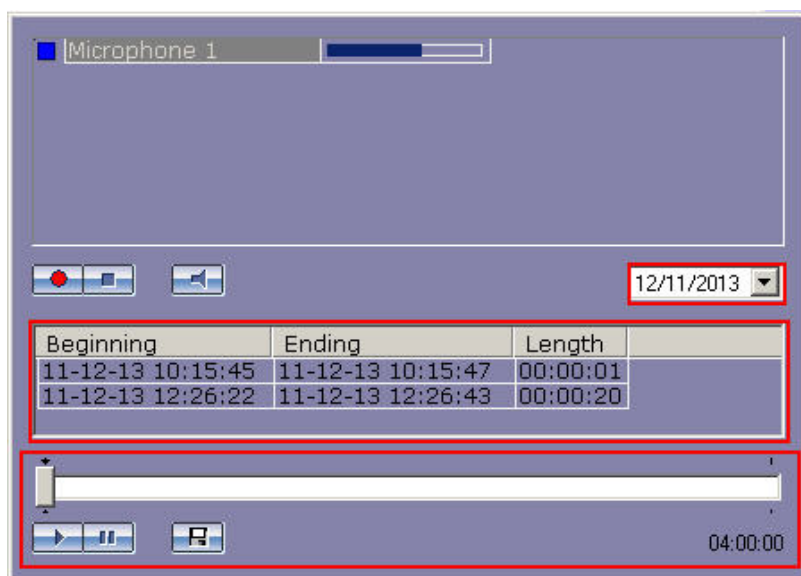 Microphone 1
12/11/2013
Beginning Ending Length
11-12-13 10:15:45 11-12-13 10:15:47 00:00:01
11-12-13 12:26:22 11-12-13 12:26:43 00:00:20
04:00:00